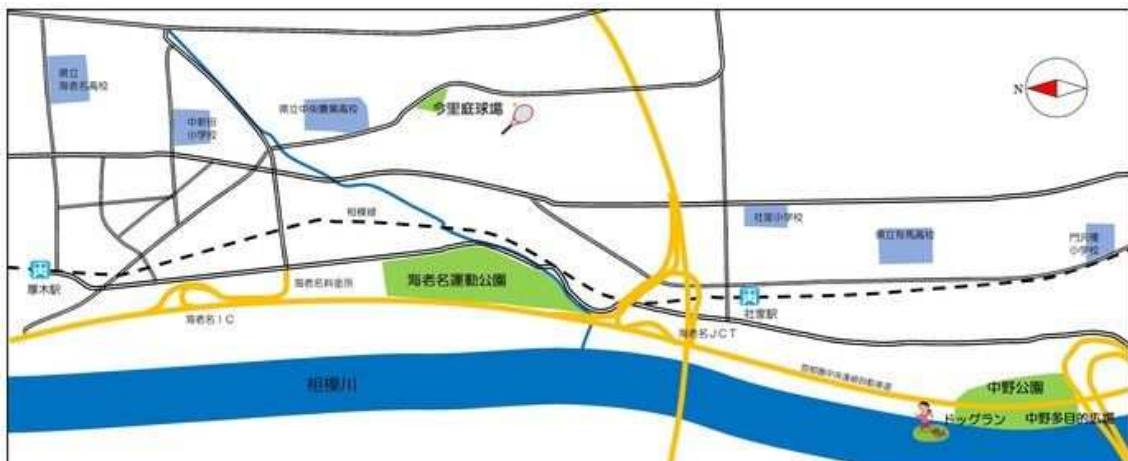 県立
海老名高校
中新田
小学校
県立中央農業高校
今里庭球場
N
相模線
社家小学校
県立有馬高校
門沢橋
小学校
厚木駅
海老名料金所
海老名運動公園
海老名IC
社家駅
海老名JCT
首都圏中央連絡自動車道
相模川
中野公園
ドッグラン
中野多目的広場